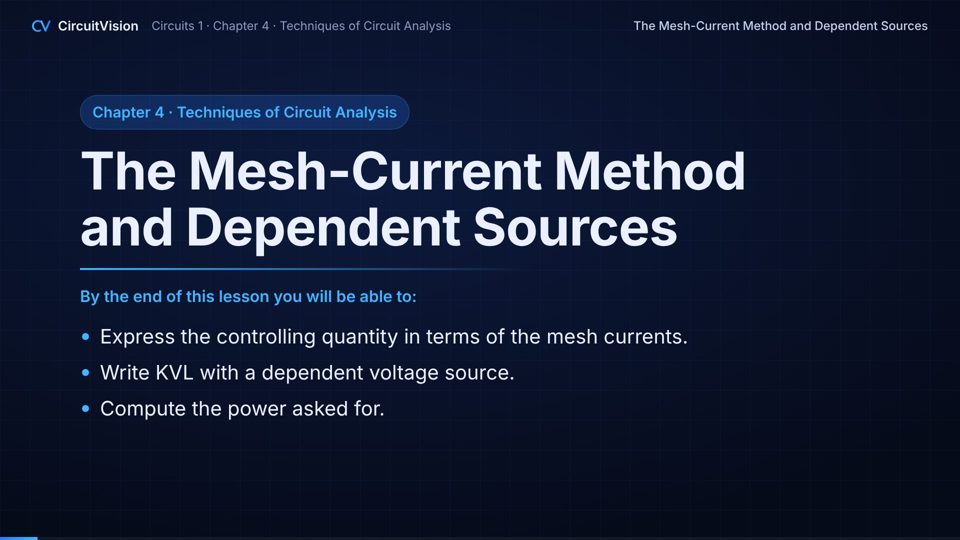 CV CircuitVision Circuits 1 · Chapter 4 · Techniques of Circuit Analysis
The Mesh-Current Method and Dependent Sources
Chapter 4 · Techniques of Circuit Analysis
The Mesh-Current Method
and Dependent Sources
By the end of this lesson you will be able to:
• Express the controlling quantity in terms of the mesh currents.
• Write KVL with a dependent voltage source.
• Compute the power asked for.